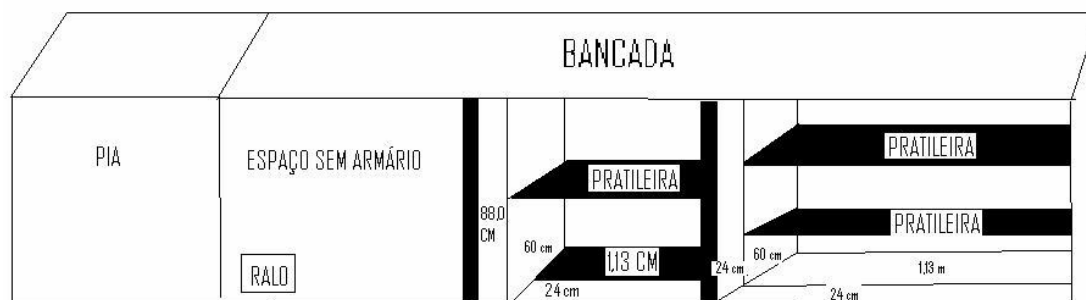 BANCADA
PIA
ESPAÇO SEM ARMÁRIO
RALO
88,0
CM
PRATILEIRA
60 cm
1,13 CM
24 cm
PRATILEIRA
PRATILEIRA
60 cm
24 cm
1,13 m
24 cm